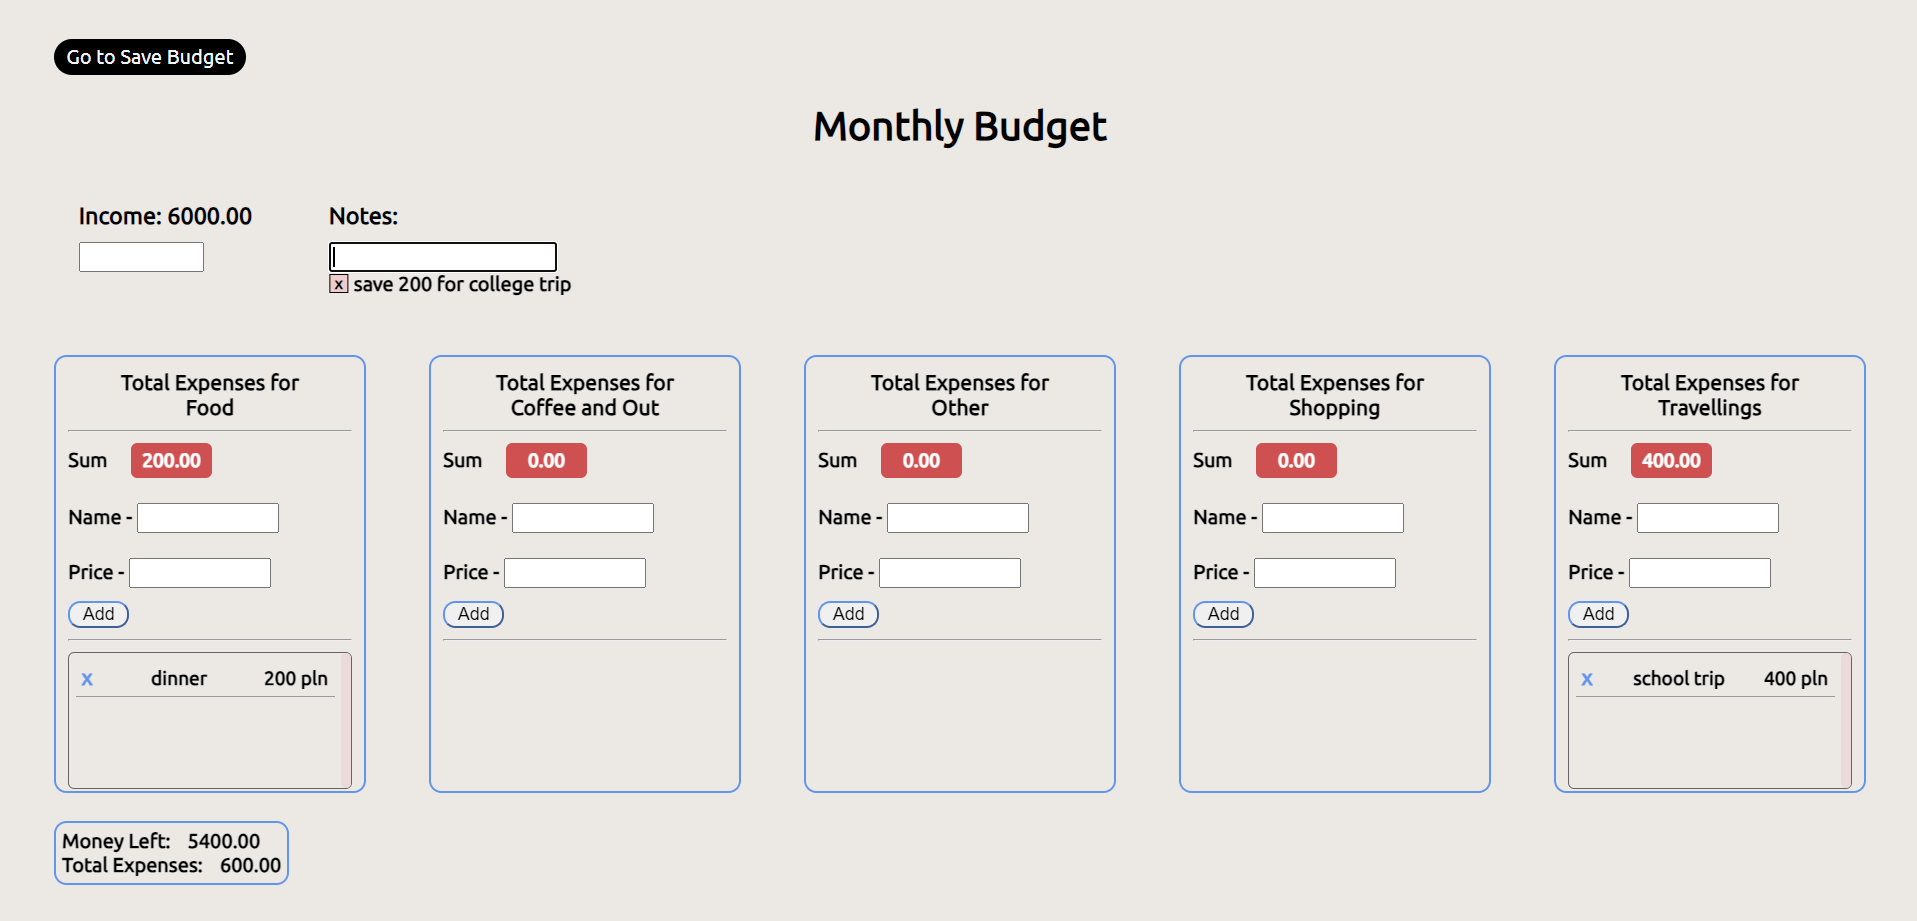 Go to Save Budget
Monthly Budget
Income: 6000.00
Notes:
x save 200 for college trip
Total Expenses for
Food
Sum 200.00
Name -
Price -
Add
x dinner 200 pln
Total Expenses for
Coffee and Out
Sum 0.00
Name -
Price -
Add
Total Expenses for
Other
Sum 0.00
Name -
Price -
Add
Total Expenses for
Shopping
Sum 0.00
Name -
Price -
Add
Total Expenses for
Travellings
Sum 400.00
Name -
Price -
Add
x school trip 400 pln
Money Left: 5400.00
Total Expenses: 600.00